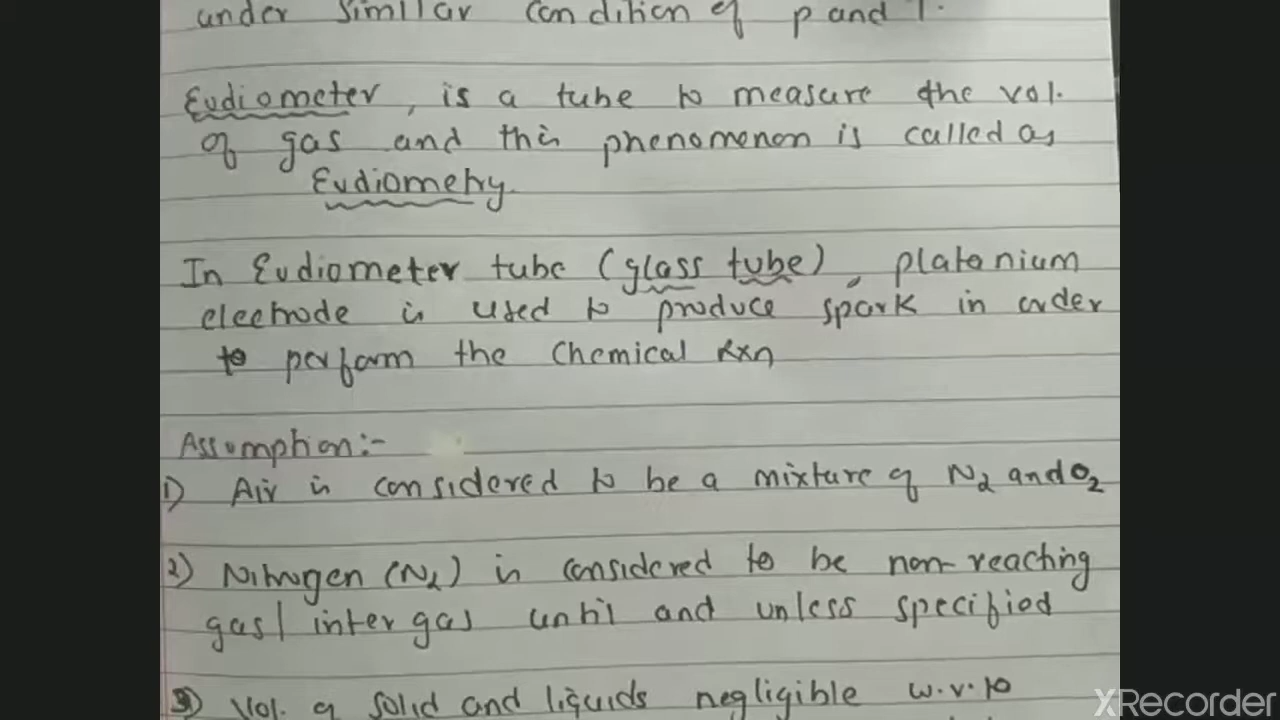 under similar condition of p and T.
Eudiometer, is a tube to measure the vol.
of gas and this phenomenon is called as
Eudiometry.
In Eudiometer tube (glass tube), platonium
electrode is used to produce spark in order
to perform the chemical rxn
Assumption:-
1) Air is considered to be a mixture of N2 and O2
2) Nitrogen (N2) is considered to be non-reaching
gas/ inter gas until and unless specified
3) Vol. of solid and liquids negligible w.r.to
XRecorder